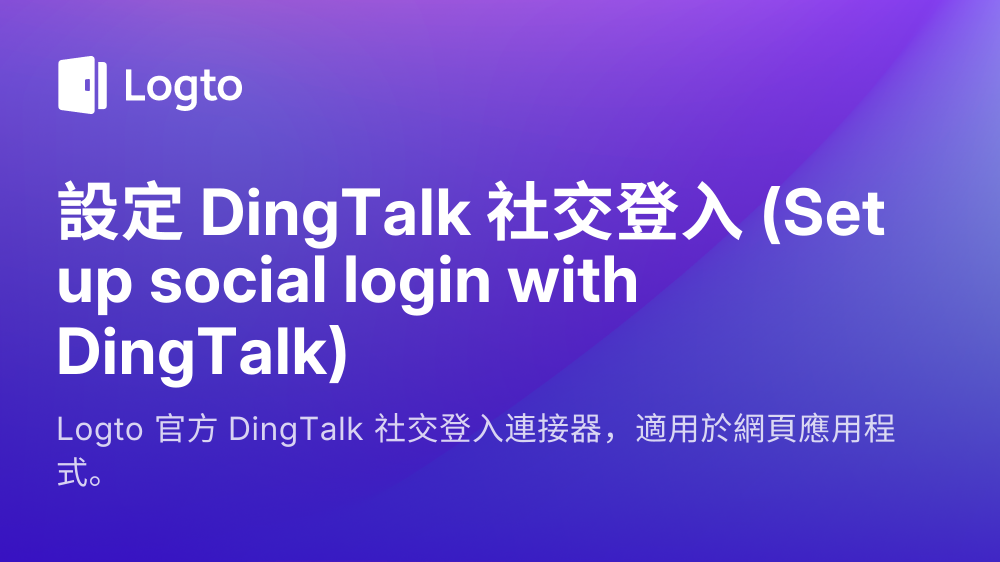 Logto
設定 DingTalk 社交登入 (Set
up social login with
DingTalk)
Logto 官方 DingTalk 社交登入連接器，適用於網頁應用程
式。